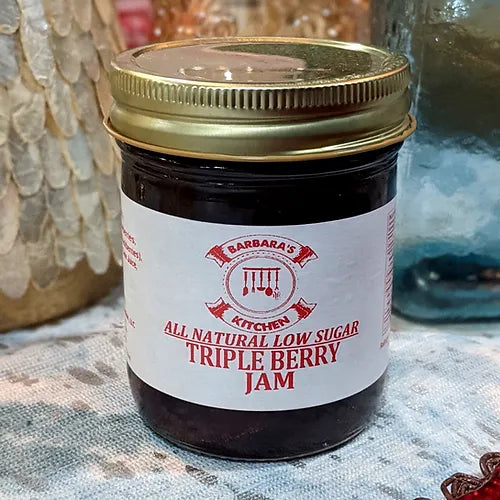 BARBARA'S
KITCHEN
ALL NATURAL LOW SUGAR
TRIPLE BERRY
JAM